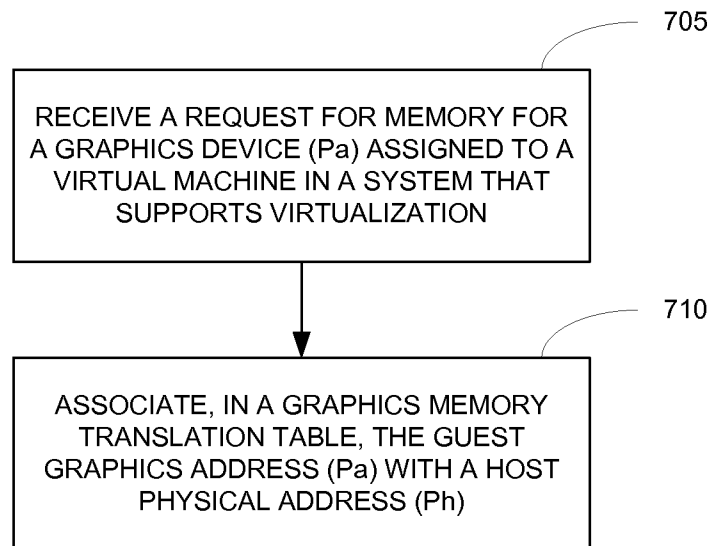 705
RECEIVE A REQUEST FOR MEMORY FOR
A GRAPHICS DEVICE (Pa) ASSIGNED TO A
VIRTUAL MACHINE IN A SYSTEM THAT
SUPPORTS VIRTUALIZATION
710
ASSOCIATE, IN A GRAPHICS MEMORY
TRANSLATION TABLE, THE GUEST
GRAPHICS ADDRESS (Pa) WITH A HOST
PHYSICAL ADDRESS (Ph)